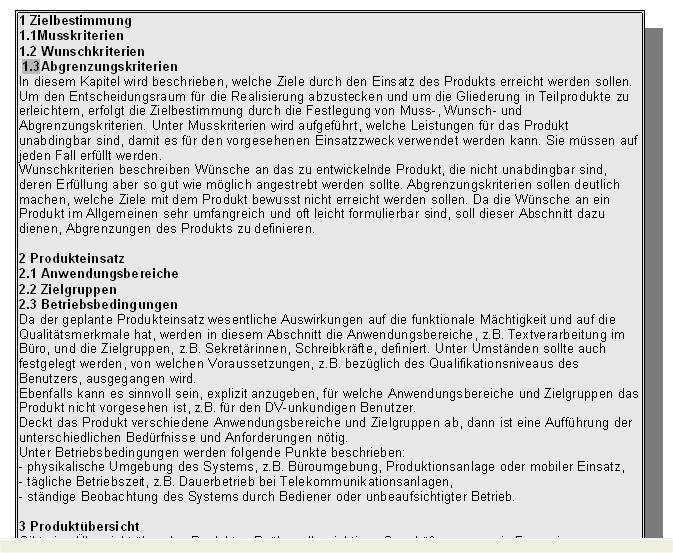 1 Zielbestimmung
1.1Musskriterien
1.2 Wunschkriterien
1.3 Abgrenzungskriterien
In diesem Kapitel wird beschrieben, welche Ziele durch den Einsatz des Produkts erreicht werden sollen.
Um den Entscheidungsraum für die Realisierung abzustecken und um die Gliederung in Teilprodukte zu
erleichtern, erfolgt die Zielbestimmung durch die Festlegung von Muss-, Wunsch- und
Abgrenzungskriterien. Unter Musskriterien wird aufgeführt, welche Leistungen für das Produkt
unabdingbar sind, damit es für den vorgesehenen Einsatzzweck verwendet werden kann. Sie müssen auf
jeden Fall erfüllt werden.
Wunschkriterien beschreiben Wünsche an das zu entwickelnde Produkt, die nicht unabdingbar sind,
deren Erfüllung aber so gut wie möglich angestrebt werden sollte. Abgrenzungskriterien sollen deutlich
machen, welche Ziele mit dem Produkt bewusst nicht erreicht werden sollen. Da die Wünsche an ein
Produkt im Allgemeinen sehr umfangreich und oft leicht formulierbar sind, soll dieser Abschnitt dazu
dienen, Abgrenzungen des Produkts zu definieren.
2 Produkteinsatz
2.1 Anwendungsbereiche
2.2 Zielgruppen
2.3 Betriebsbedingungen
Da der geplante Produkteinsatz wesentliche Auswirkungen auf die funktionale Mächtigkeit und auf die
Qualitätsmerkmale hat, werden in diesem Abschnitt die Anwendungsbereiche, z.B. Textverarbeitung im
Büro, und die Zielgruppen, z.B. Sekretärinnen, Schreibkräfte, definiert. Unter Umständen sollte auch
festgelegt werden, von welchen Voraussetzungen, z.B. bezüglich des Qualifikationsniveaus des
Benutzers, ausgegangen wird.
Ebenfalls kann es sinnvoll sein, explizit anzugeben, für welche Anwendungsbereiche und Zielgruppen das
Produkt nicht vorgesehen ist, z.B. für den DV-unkundigen Benutzer.
Deckt das Produkt verschiedene Anwendungsbereiche und Zielgruppen ab, dann ist eine Aufführung der
unterschiedlichen Bedürfnisse und Anforderungen nötig.
Unter Betriebsbedingungen werden folgende Punkte beschrieben:
- physikalische Umgebung des Systems, z.B. Büroumgebung, Produktionsanlage oder mobiler Einsatz,
- tägliche Betriebszeit, z.B. Dauerbetrieb bei Telekommunikationsanlagen,
- ständige Beobachtung des Systems durch Bediener oder unbeaufsichtigter Betrieb.
3 Produktübersicht